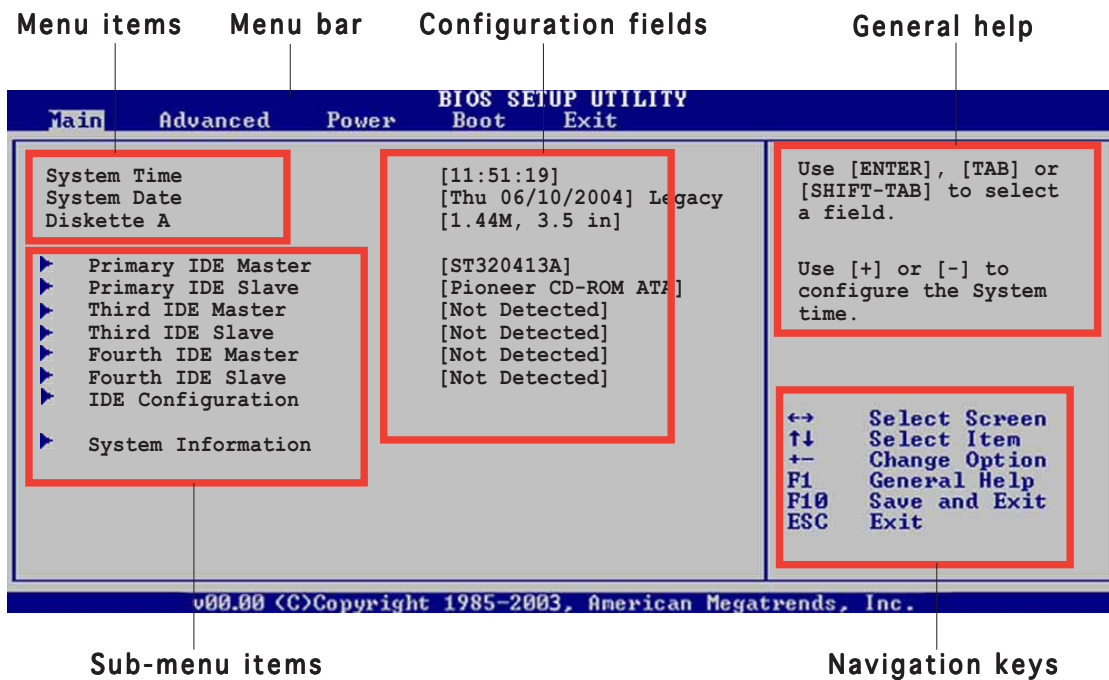 Menu items Menu bar Configuration fields General help
BIOS SETUP UTILITY
Main Advanced Power Boot Exit
System Time [11:51:19]
System Date [Thu 06/10/2004] Legacy
Diskette A [1.44M, 3.5 in]
Primary IDE Master [ST320413A]
Primary IDE Slave [Pioneer CD-ROM ATA]
Third IDE Master [Not Detected]
Third IDE Slave [Not Detected]
Fourth IDE Master [Not Detected]
Fourth IDE Slave [Not Detected]
IDE Configuration
System Information
Use [ENTER], [TAB] or
[SHIFT-TAB] to select
a field.
Use [+] or [-] to
configure the System
time.
←→ Select Screen
↑↓ Select Item
+- Change Option
F1 General Help
F10 Save and Exit
ESC Exit
v00.00 (C)Copyright 1985-2003, American Megatrends, Inc.
Sub-menu items Navigation keys